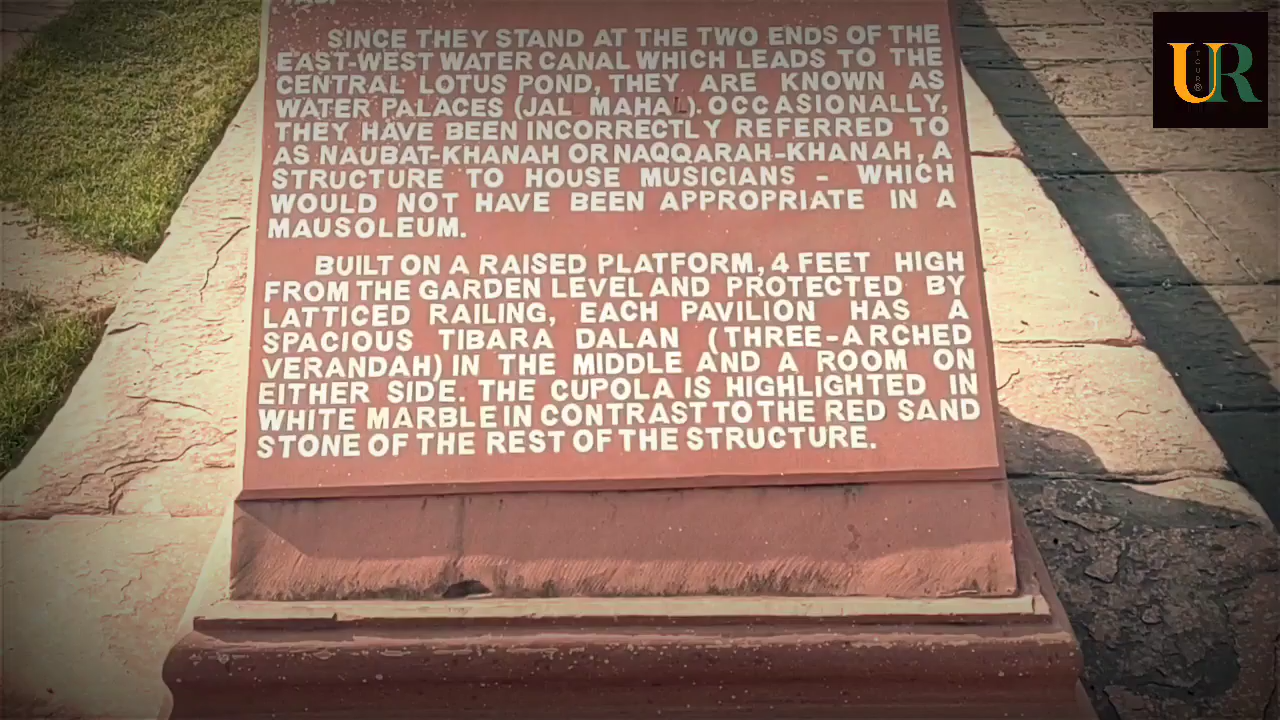 SINCE THEY STAND AT THE TWO ENDS OF THE
EAST-WEST WATER CANAL WHICH LEADS TO THE
CENTRAL LOTUS POND, THEY ARE KNOWN AS
WATER PALACES (JAL MAHAL). OCCASIONALLY,
THEY HAVE BEEN INCORRECTLY REFERRED TO
AS NAUBAT-KHANAH OR NAQQARAH-KHANAH, A
STRUCTURE TO HOUSE MUSICIANS - WHICH
WOULD NOT HAVE BEEN APPROPRIATE IN A
MAUSOLEUM.
BUILT ON A RAISED PLATFORM, 4 FEET HIGH
FROM THE GARDEN LEVEL AND PROTECTED BY
LATTICED RAILING, EACH PAVILION HAS A
SPACIOUS TIBARA DALAN (THREE-ARCHED
VERANDAH) IN THE MIDDLE AND A ROOM ON
EITHER SIDE. THE CUPOLA IS HIGHLIGHTED IN
WHITE MARBLE IN CONTRAST TO THE RED SAND
STONE OF THE REST OF THE STRUCTURE.
UR